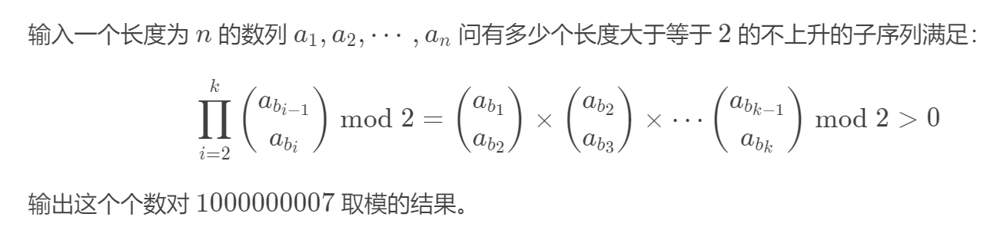 输入一个长度为 $n$ 的数列 $a_1, a_2, \cdots, a_n$ 问有多少个长度大于等于 2 的不上升的子序列满足:
$$\prod_{i=2}^{k} \binom{a_{b_{i-1}}}{a_{b_i}} \bmod 2 = \binom{a_{b_1}}{a_{b_2}} \times \binom{a_{b_2}}{a_{b_3}} \times \cdots \binom{a_{b_{k-1}}}{a_{b_k}} \bmod 2 > 0$$
输出这个个数对 1000000007 取模的结果。